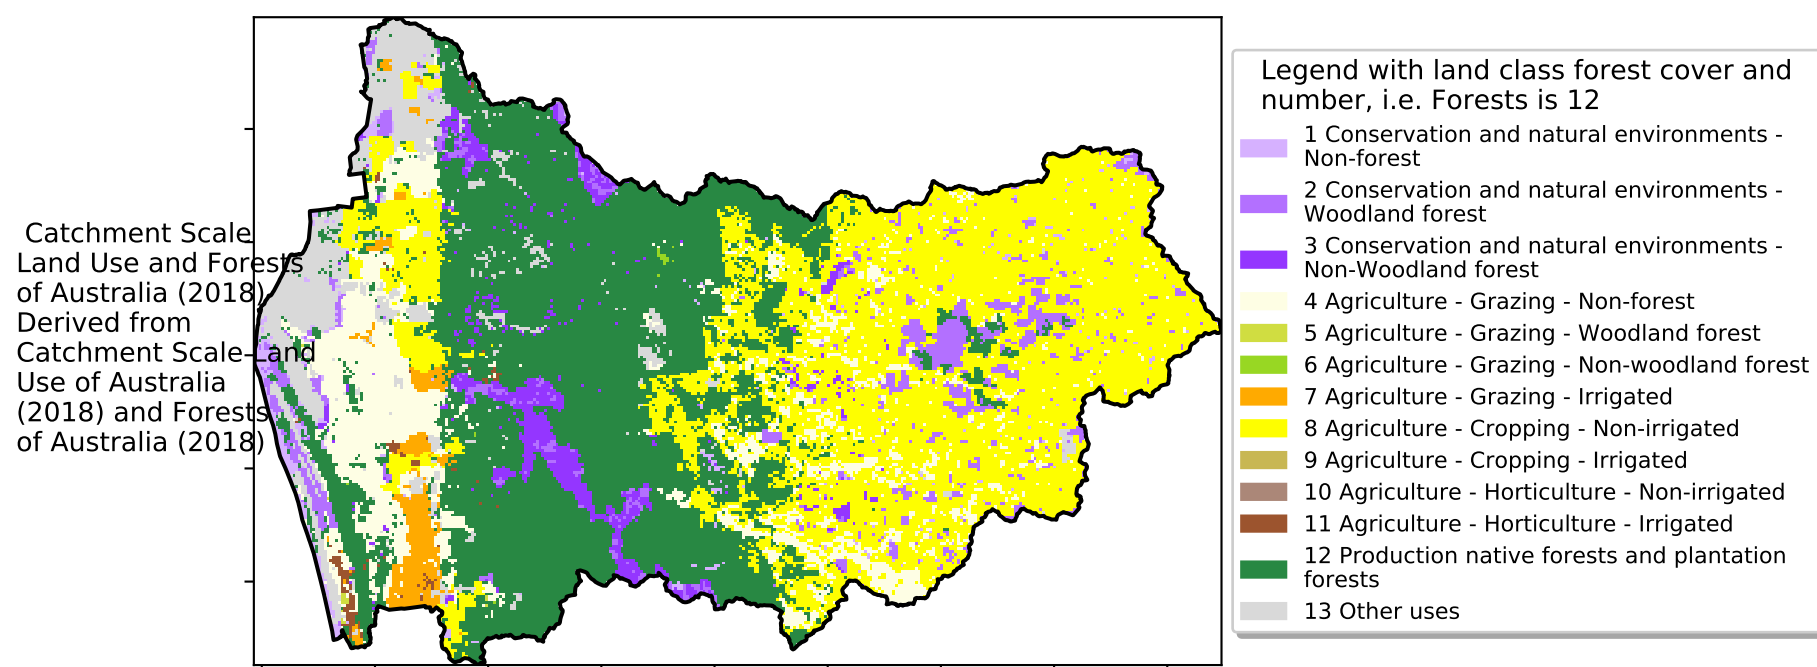 Catchment Scale
Land Use and Forests
of Australia (2018)
Derived from
Catchment Scale Land
Use of Australia
(2018) and Forests
of Australia (2018)
Legend with land class forest cover and
number, i.e. Forests is 12
1 Conservation and natural environments -
Non-forest
2 Conservation and natural environments -
Woodland forest
3 Conservation and natural environments -
Non-Woodland forest
4 Agriculture - Grazing - Non-forest
5 Agriculture - Grazing - Woodland forest
6 Agriculture - Grazing - Non-woodland forest
7 Agriculture - Grazing - Irrigated
8 Agriculture - Cropping - Non-irrigated
9 Agriculture - Cropping - Irrigated
10 Agriculture - Horticulture - Non-irrigated
11 Agriculture - Horticulture - Irrigated
12 Production native forests and plantation
forests
13 Other uses